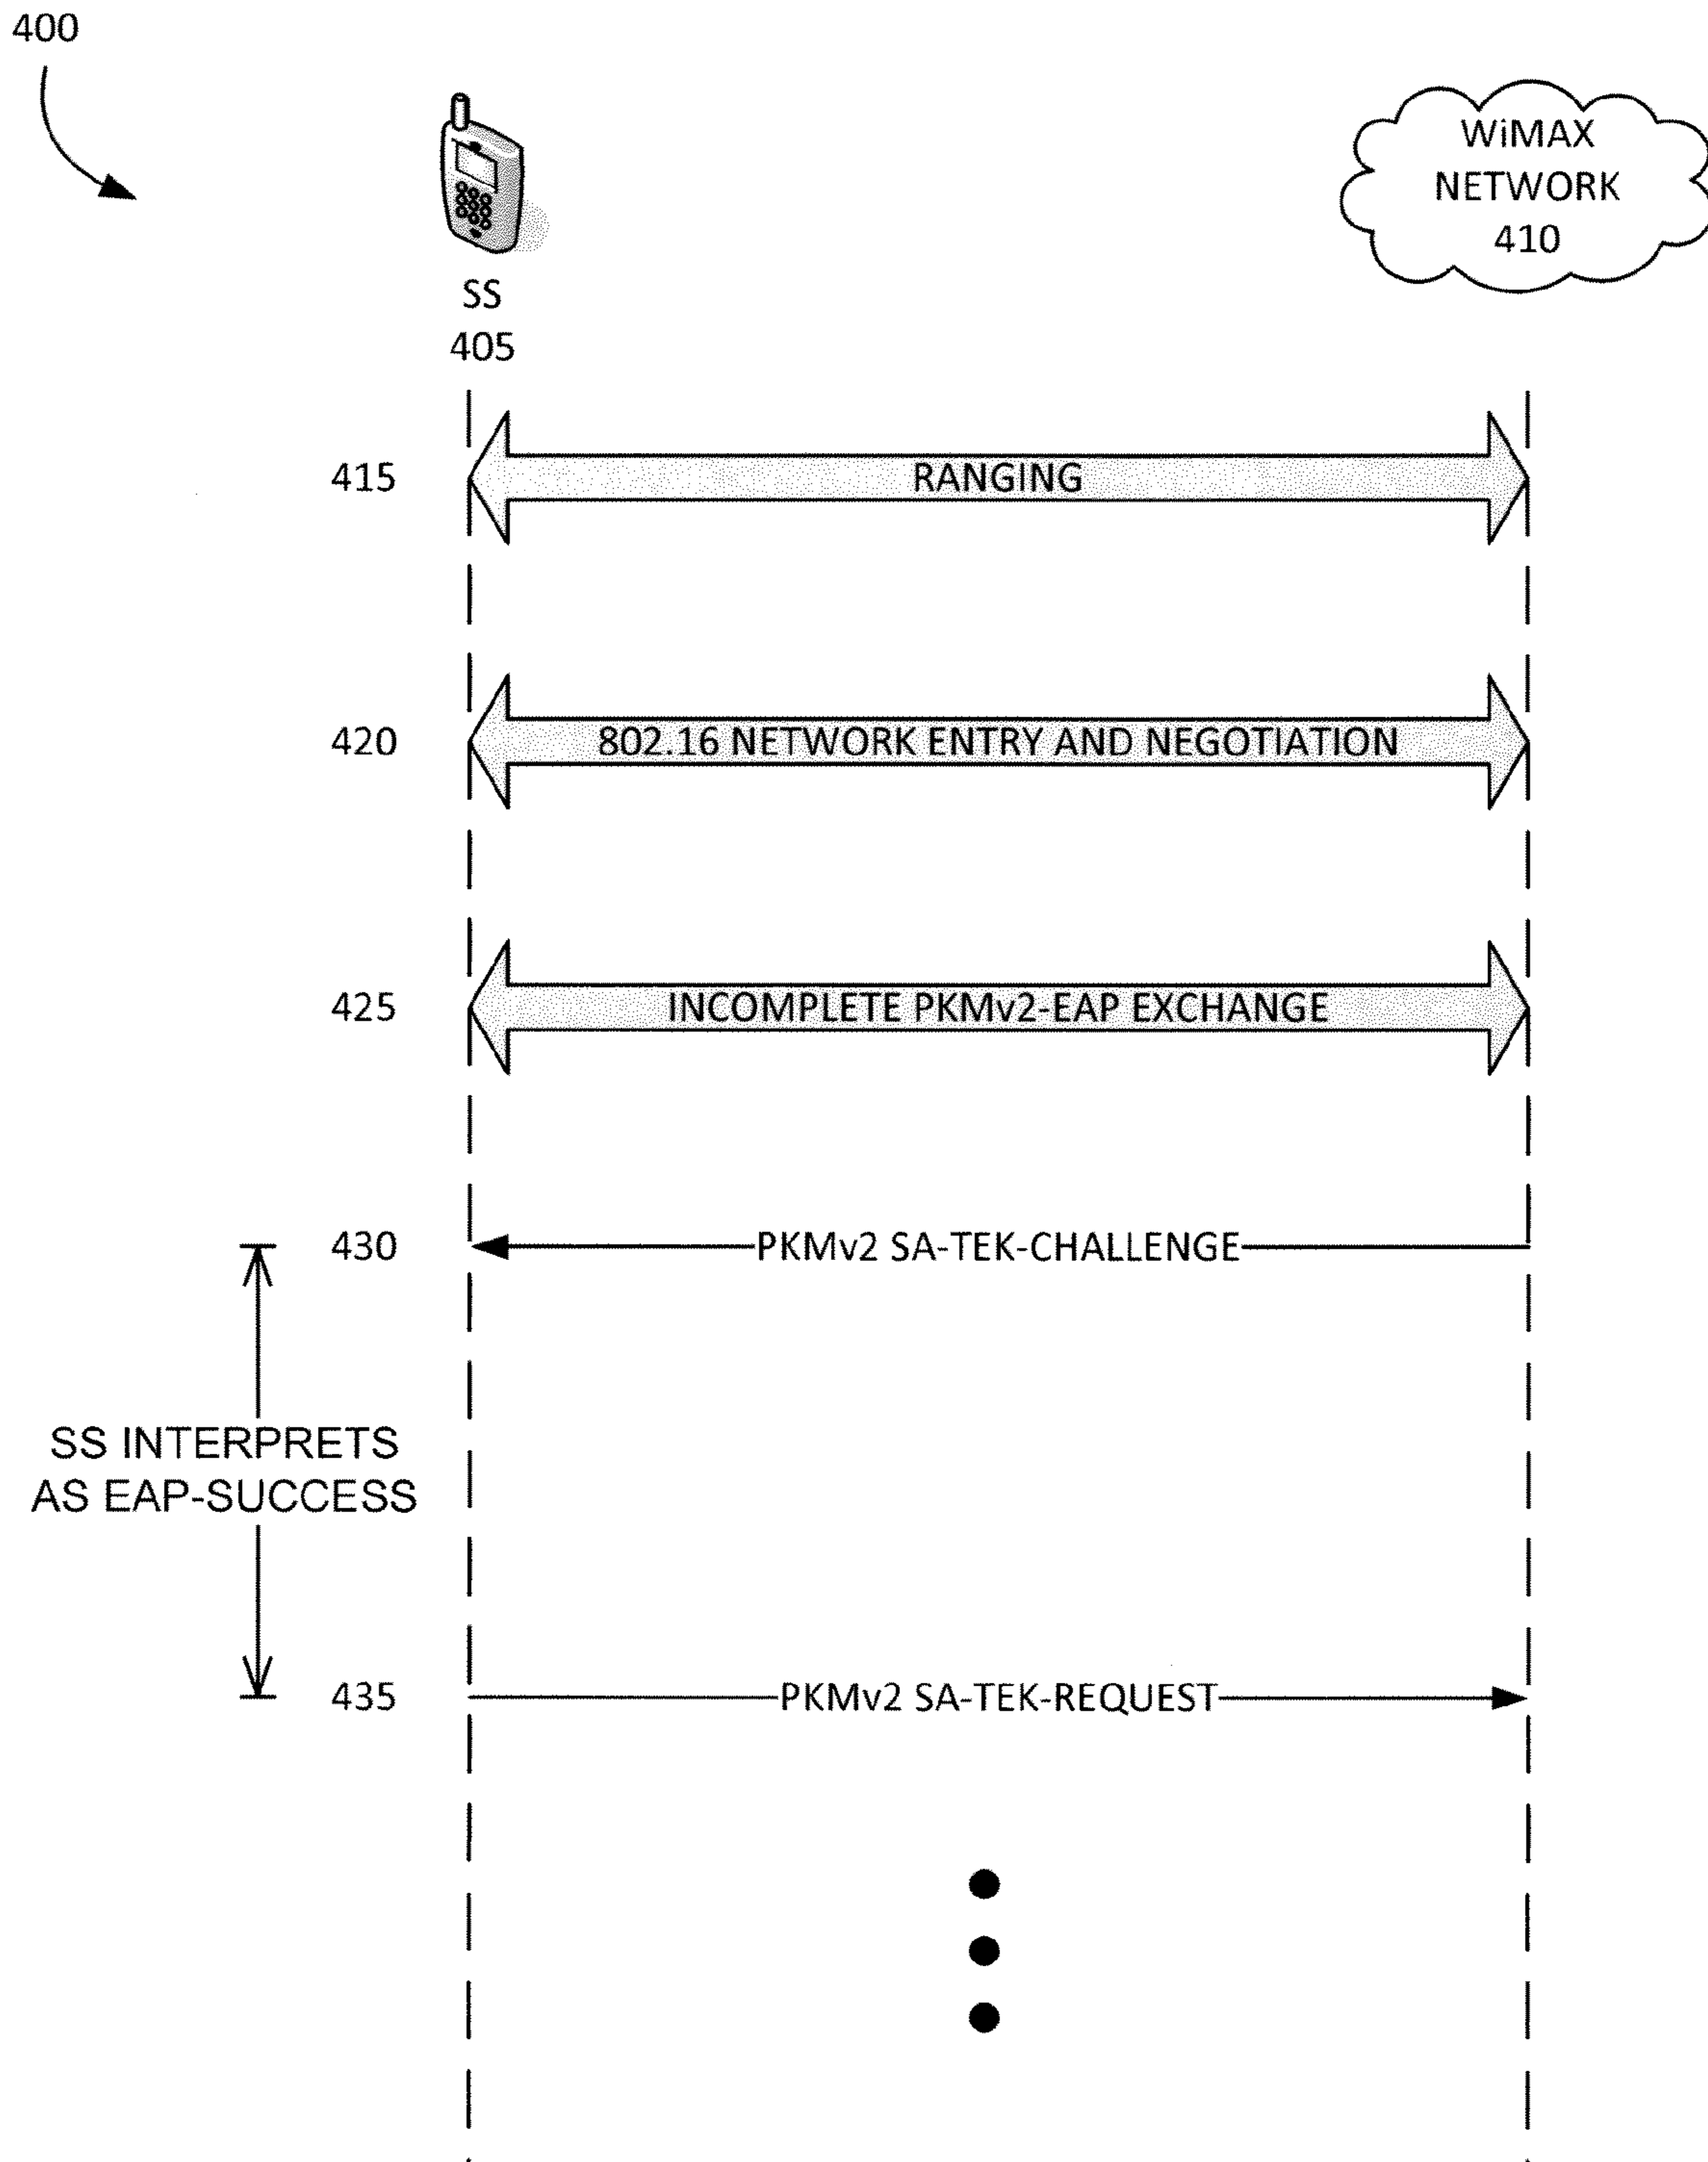 400
WiMAX
NETWORK
410
SS
405
415
RANGING
420
802.16 NETWORK ENTRY AND NEGOTIATION
425
INCOMPLETE PKMv2-EAP EXCHANGE
430
PKMv2 SA-TEK-CHALLENGE
SS INTERPRETS
AS EAP-SUCCESS
435
PKMv2 SA-TEK-REQUEST